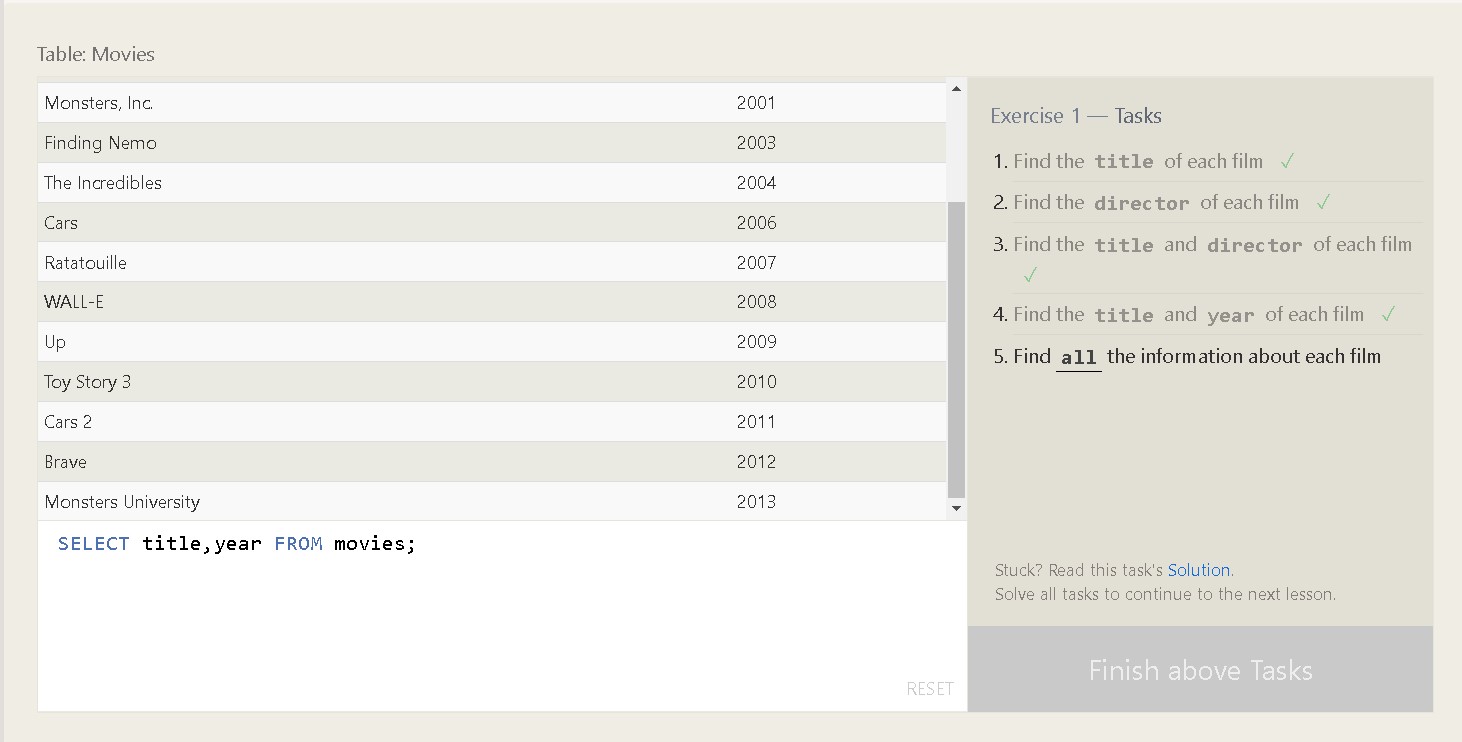 Table: Movies
Monsters, Inc. 2001
Finding Nemo 2003
The Incredibles 2004
Cars 2006
Ratatouille 2007
WALL-E 2008
Up 2009
Toy Story 3 2010
Cars 2 2011
Brave 2012
Monsters University 2013
SELECT title,year FROM movies;
RESET
Exercise 1 — Tasks
1. Find the title of each film ✓
2. Find the director of each film ✓
3. Find the title and director of each film
✓
4. Find the title and year of each film ✓
5. Find all the information about each film
Stuck? Read this task's Solution.
Solve all tasks to continue to the next lesson.
Finish above Tasks